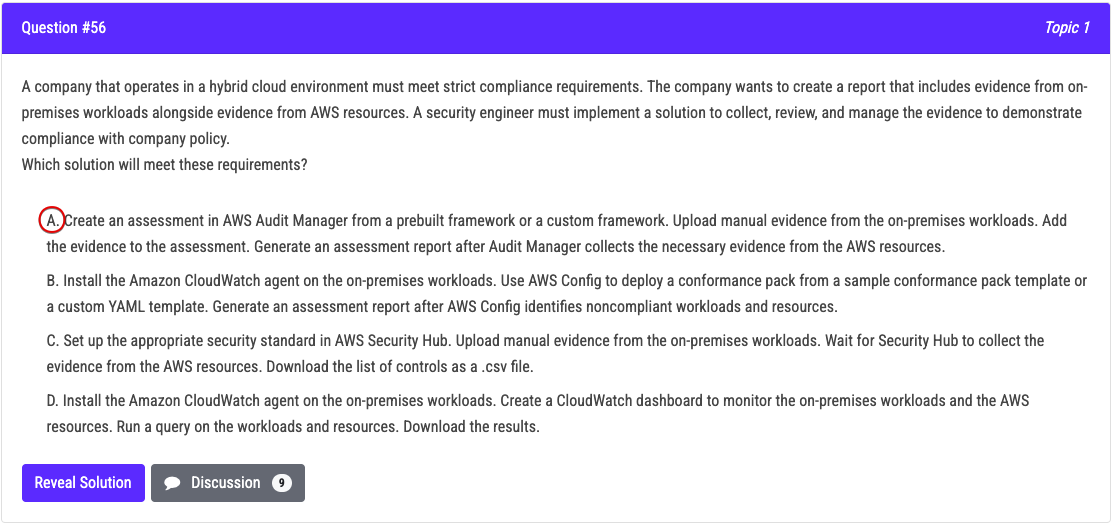 Question #56
Topic 1
A company that operates in a hybrid cloud environment must meet strict compliance requirements. The company wants to create a report that includes evidence from on-
premises workloads alongside evidence from AWS resources. A security engineer must implement a solution to collect, review, and manage the evidence to demonstrate
compliance with company policy.
Which solution will meet these requirements?
A. Create an assessment in AWS Audit Manager from a prebuilt framework or a custom framework. Upload manual evidence from the on-premises workloads. Add
the evidence to the assessment. Generate an assessment report after Audit Manager collects the necessary evidence from the AWS resources.
B. Install the Amazon CloudWatch agent on the on-premises workloads. Use AWS Config to deploy a conformance pack from a sample conformance pack template or
a custom YAML template. Generate an assessment report after AWS Config identifies noncompliant workloads and resources.
C. Set up the appropriate security standard in AWS Security Hub. Upload manual evidence from the on-premises workloads. Wait for Security Hub to collect the
evidence from the AWS resources. Download the list of controls as a .csv file.
D. Install the Amazon CloudWatch agent on the on-premises workloads. Create a CloudWatch dashboard to monitor the on-premises workloads and the AWS
resources. Run a query on the workloads and resources. Download the results.
Reveal Solution
Discussion 9